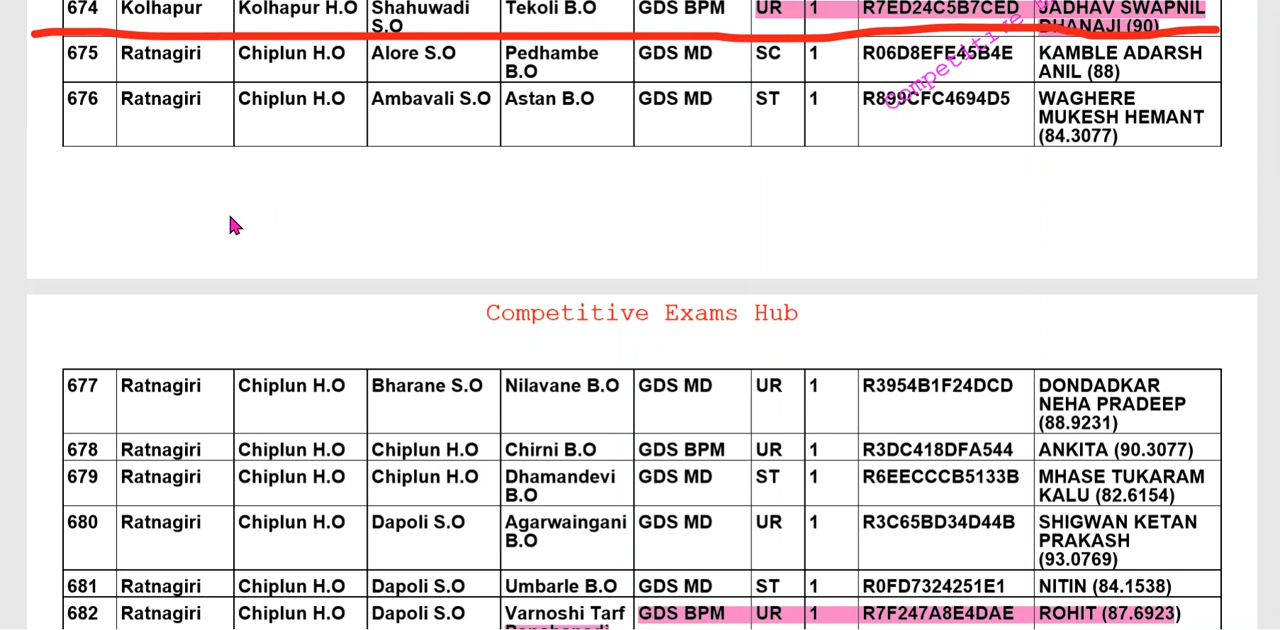 674 Kolhapur Kolhapur H.O Shahuwadi S.O Tekoli B.O GDS BPM UR 1 R7ED24C5B7CED JADHAV SWAPNIL DHANAJI (90)
675 Ratnagiri Chiplun H.O Alore S.O Pedhambe B.O GDS MD SC 1 R06D8EFE45B4E KAMBLE ADARSH ANIL (88)
676 Ratnagiri Chiplun H.O Ambavali S.O Astan B.O GDS MD ST 1 R899CFC4694D5 WAGHERE MUKESH HEMANT (84.3077)
Competitive
Competitive Exams Hub
677 Ratnagiri Chiplun H.O Bharane S.O Nilavane B.O GDS MD UR 1 R3954B1F24DCD DONDADKAR NEHA PRADEEP (88.9231)
678 Ratnagiri Chiplun H.O Chiplun H.O Chirni B.O GDS BPM UR 1 R3DC418DFA544 ANKITA (90.3077)
679 Ratnagiri Chiplun H.O Chiplun H.O Dhamandevi B.O GDS MD ST 1 R6EECCCB5133B MHASE TUKARAM KALU (82.6154)
680 Ratnagiri Chiplun H.O Dapoli S.O Agarwaingani B.O GDS MD UR 1 R3C65BD34D44B SHIGWAN KETAN PRAKASH (93.0769)
681 Ratnagiri Chiplun H.O Dapoli S.O Umbarle B.O GDS MD ST 1 R0FD7324251E1 NITIN (84.1538)
682 Ratnagiri Chiplun H.O Dapoli S.O Varnoshi Tarf GDS BPM UR 1 R7F247A8E4DAE ROHIT (87.6923)